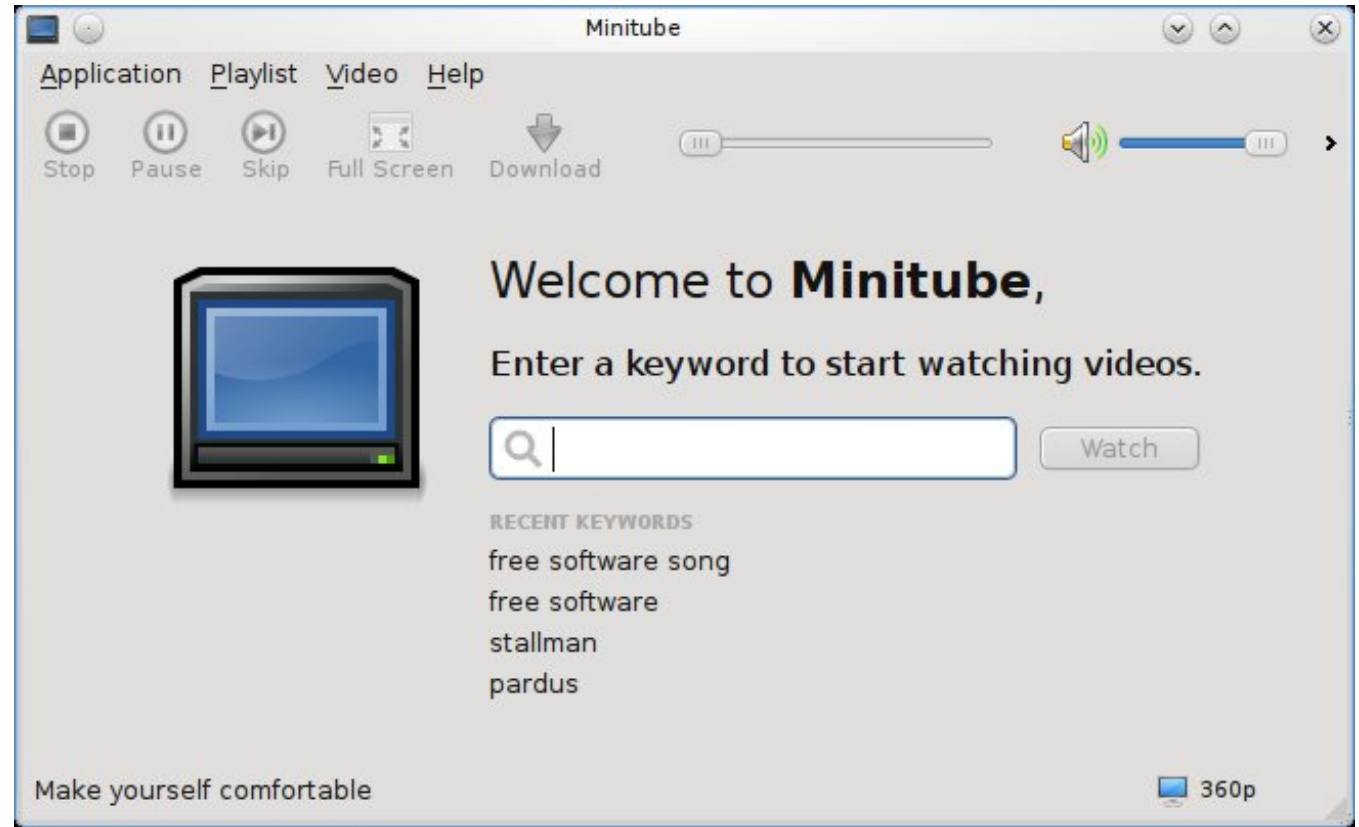 Minitube
Application Playlist Video Help
Stop Pause Skip Full Screen Download
Welcome to Minitube,
Enter a keyword to start watching videos.
Watch
RECENT KEYWORDS
free software song
free software
stallman
pardus
Make yourself comfortable 360p